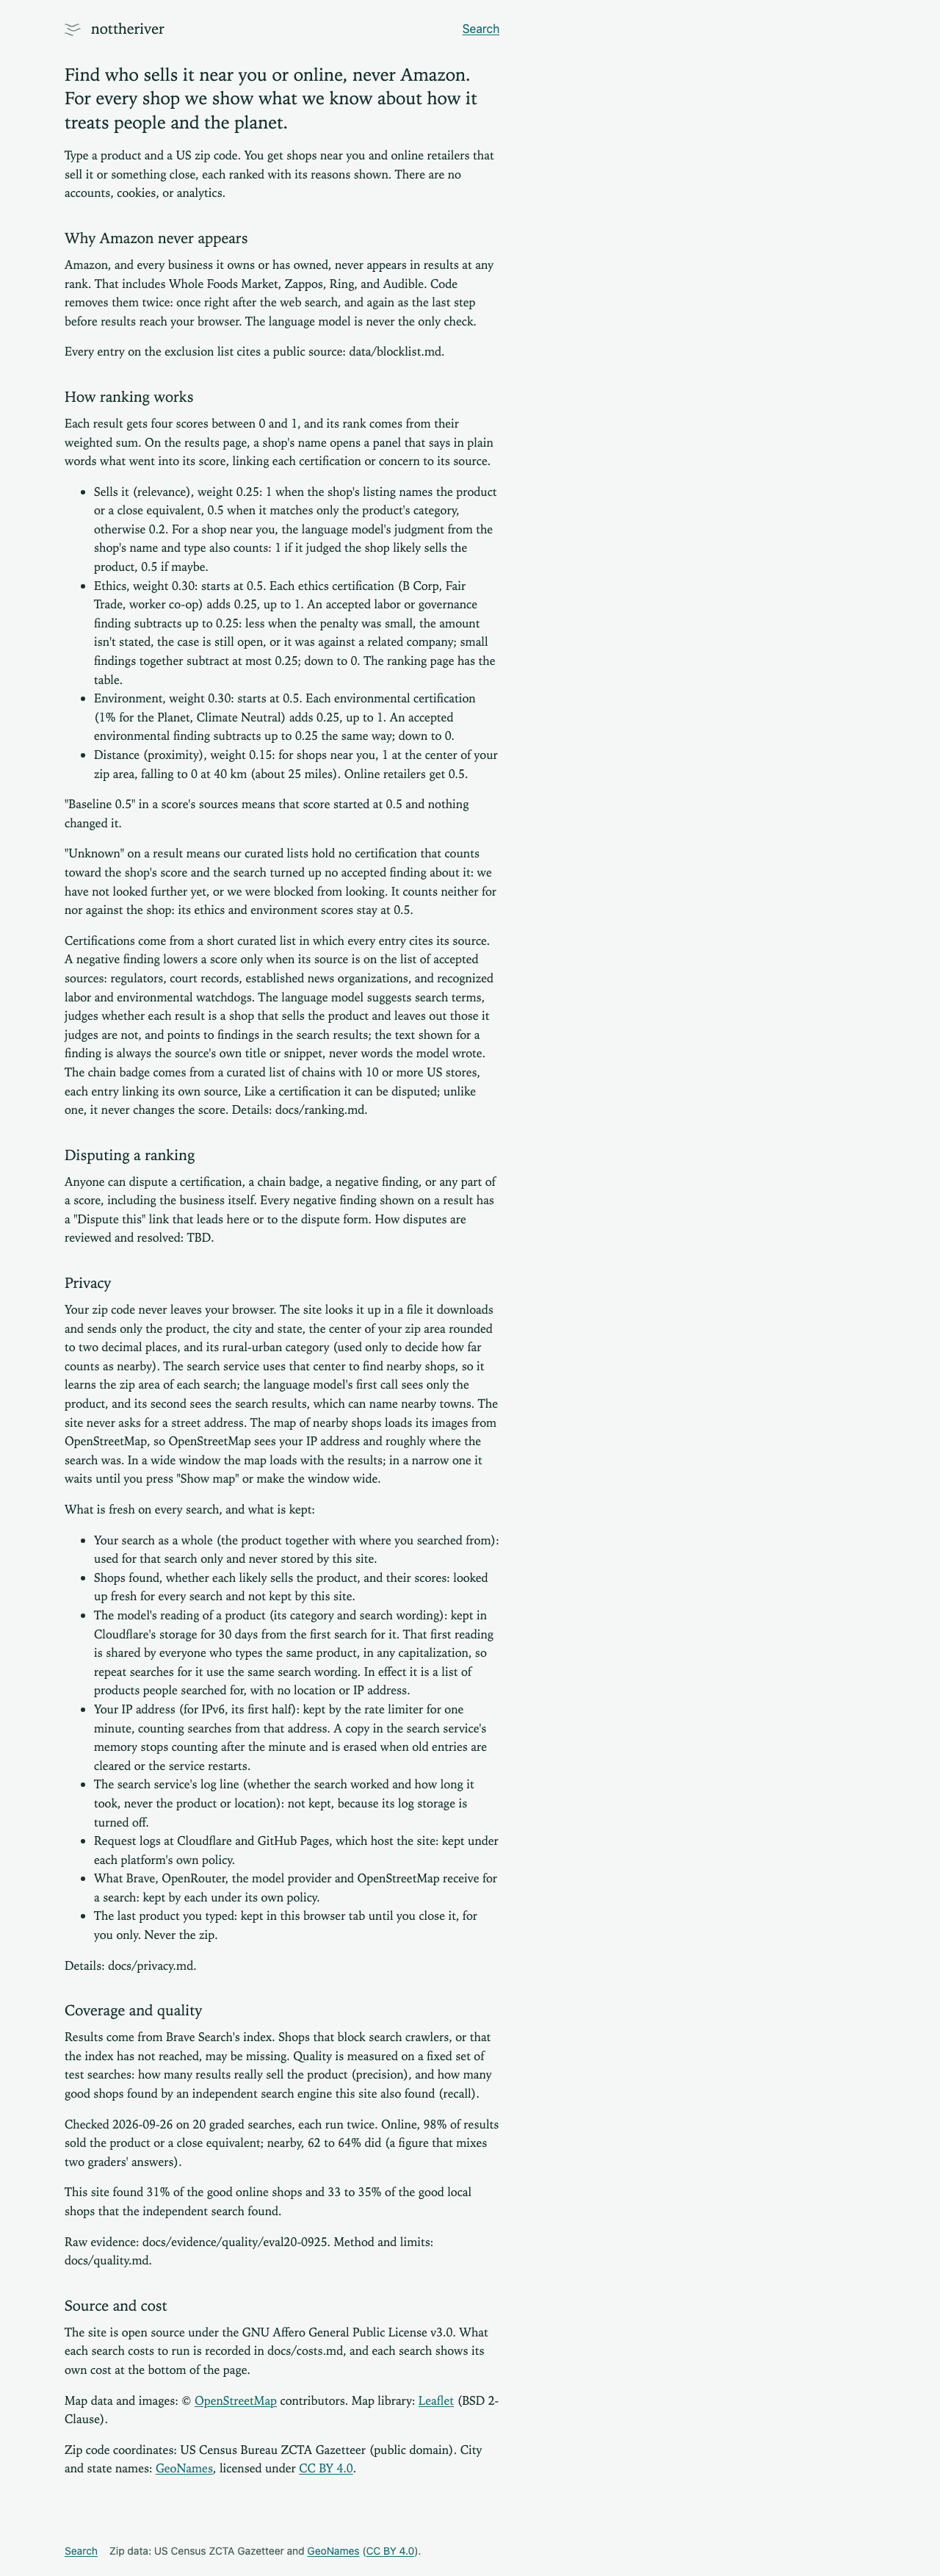 nottheriver
Search
Find who sells it near you or online, never Amazon.
For every shop we show what we know about how it
treats people and the planet.
Type a product and a US zip code. You get shops near you and online retailers that
sell it or something close, each ranked with its reasons shown. There are no
accounts, cookies, or analytics.
Why Amazon never appears
Amazon, and every business it owns or has owned, never appears in results at any
rank. That includes Whole Foods Market, Zappos, Ring, and Audible. Code
removes them twice: once right after the web search, and again as the last step
before results reach your browser. The language model is never the only check.
Every entry on the exclusion list cites a public source: data/blocklist.md.
How ranking works
Each result gets four scores between 0 and 1, and its rank comes from their
weighted sum. On the results page, a shop's name opens a panel that says in plain
words what went into its score, linking each certification or concern to its source.
• Sells it (relevance), weight 0.25: 1 when the shop's listing names the product
or a close equivalent, 0.5 when it matches only the product's category,
otherwise 0.2. For a shop near you, the language model's judgment from the
shop's name and type also counts: 1 if it judged the shop likely sells the
product, 0.5 if maybe.
• Ethics, weight 0.30: starts at 0.5. Each ethics certification (B Corp, Fair
Trade, worker co-op) adds 0.25, up to 1. An accepted labor or governance
finding subtracts up to 0.25: less when the penalty was small, the amount
isn't stated, the case is still open, or it was against a related company; small
findings together subtract at most 0.25; down to 0. The ranking page has the
table.
• Environment, weight 0.30: starts at 0.5. Each environmental certification
(1% for the Planet, Climate Neutral) adds 0.25, up to 1. An accepted
environmental finding subtracts up to 0.25 the same way; down to 0.
• Distance (proximity), weight 0.15: for shops near you, 1 at the center of your
zip area, falling to 0 at 40 km (about 25 miles). Online retailers get 0.5.
"Baseline 0.5" in a score's sources means that score started at 0.5 and nothing
changed it.
"Unknown" on a result means our curated lists hold no certification that counts
toward the shop's score and the search turned up no accepted finding about it: we
have not looked further yet, or we were blocked from looking. It counts neither for
nor against the shop: its ethics and environment scores stay at 0.5.
Certifications come from a short curated list in which every entry cites its source.
A negative finding lowers a score only when its source is on the list of accepted
sources: regulators, court records, established news organizations, and recognized
labor and environmental watchdogs. The language model suggests search terms,
judges whether each result is a shop that sells the product and leaves out those it
judges are not, and points to findings in the search results; the text shown for a
finding is always the source's own title or snippet, never words the model wrote.
The chain badge comes from a curated list of chains with 10 or more US stores,
each entry linking its own source, Like a certification it can be disputed; unlike
one, it never changes the score. Details: docs/ranking.md.
Disputing a ranking
Anyone can dispute a certification, a chain badge, a negative finding, or any part of
a score, including the business itself. Every negative finding shown on a result has
a "Dispute this" link that leads here or to the dispute form. How disputes are
reviewed and resolved: TBD.
Privacy
Your zip code never leaves your browser. The site looks it up in a file it downloads
and sends only the product, the city and state, the center of your zip area rounded
to two decimal places, and its rural-urban category (used only to decide how far
counts as nearby). The search service uses that center to find nearby shops, so it
learns the zip area of each search; the language model's first call sees only the
product, and its second sees the search results, which can name nearby towns. The
site never asks for a street address. The map of nearby shops loads its images from
OpenStreetMap, so OpenStreetMap sees your IP address and roughly where the
search was. In a wide window the map loads with the results; in a narrow one it
waits until you press "Show map" or make the window wide.
What is fresh on every search, and what is kept:
• Your search as a whole (the product together with where you searched from):
used for that search only and never stored by this site.
• Shops found, whether each likely sells the product, and their scores: looked
up fresh for every search and not kept by this site.
• The model's reading of a product (its category and search wording): kept in
Cloudflare's storage for 30 days from the first search for it. That first reading
is shared by everyone who types the same product, in any capitalization, so
repeat searches for it use the same search wording. In effect it is a list of
products people searched for, with no location or IP address.
• Your IP address (for IPv6, its first half): kept by the rate limiter for one
minute, counting searches from that address. A copy in the search service's
memory stops counting after the minute and is erased when old entries are
cleared or the service restarts.
• The search service's log line (whether the search worked and how long it
took, never the product or location): not kept, because its log storage is
turned off.
• Request logs at Cloudflare and GitHub Pages, which host the site: kept under
each platform's own policy.
• What Brave, OpenRouter, the model provider and OpenStreetMap receive for
a search: kept by each under its own policy.
• The last product you typed: kept in this browser tab until you close it, for
you only. Never the zip.
Details: docs/privacy.md.
Coverage and quality
Results come from Brave Search's index. Shops that block search crawlers, or that
the index has not reached, may be missing. Quality is measured on a fixed set of
test searches: how many results really sell the product (precision), and how many
good shops found by an independent search engine this site also found (recall).
Checked 2026-09-26 on 20 graded searches, each run twice. Online, 98% of results
sold the product or a close equivalent; nearby, 62 to 64% did (a figure that mixes
two graders' answers).
This site found 31% of the good online shops and 33 to 35% of the good local
shops that the independent search found.
Raw evidence: docs/evidence/quality/eval20-0925. Method and limits:
docs/quality.md.
Source and cost
The site is open source under the GNU Affero General Public License v3.0. What
each search costs to run is recorded in docs/costs.md, and each search shows its
own cost at the bottom of the page.
Map data and images: © OpenStreetMap contributors. Map library: Leaflet (BSD 2-
Clause).
Zip code coordinates: US Census Bureau ZCTA Gazetteer (public domain). City
and state names: GeoNames, licensed under CC BY 4.0.
Search Zip data: US Census ZCTA Gazetteer and GeoNames (CC BY 4.0).